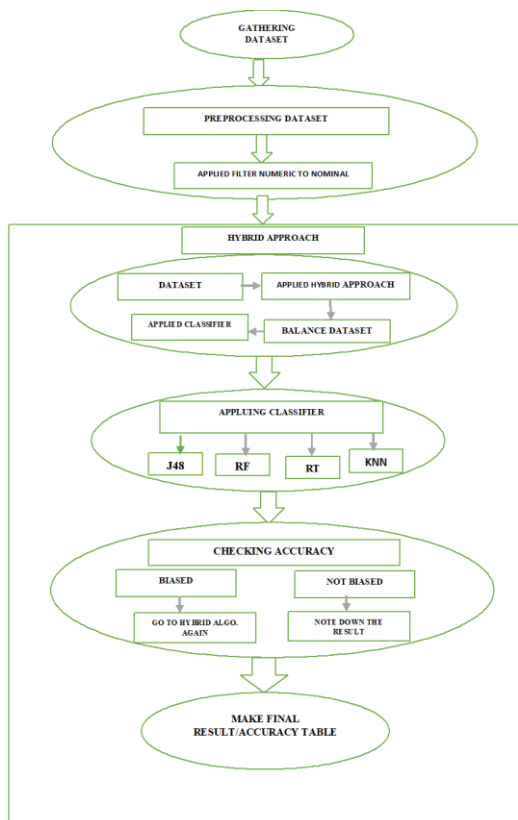 GATHERING
DATASET
PREPROCESSING DATASET
APPLIED FILTER NUMERIC TO NOMINAL
HYBRID APPROACH
DATASET
APPLIED HYBRID APPROACH
APPLIED CLASSIFIER
BALANCE DATASET
APPLUING CLASSIFIER
J48
RF
RT
KNN
CHECKING ACCURACY
BIASED
NOT BIASED
GO TO HYBRID ALGO.
AGAIN
NOTE DOWN THE
RESULT
MAKE FINAL
RESULT/ACCURACY TABLE